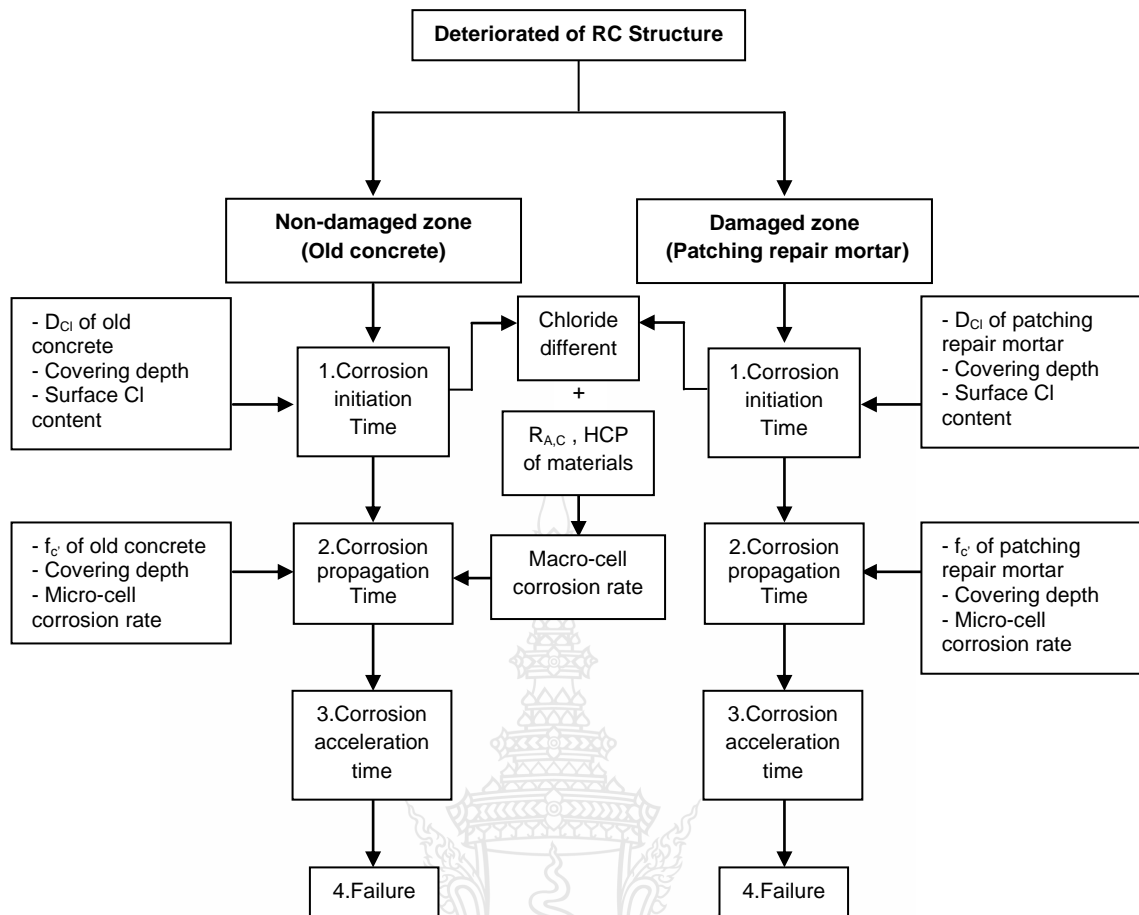 Deteriorated of RC Structure
Non-damaged zone
(Old concrete)
Damaged zone
(Patching repair mortar)
- DCl of old
concrete
- Covering depth
- Surface Cl
content
1.Corrosion
initiation
Time
Chloride
different
+
RA,C , HCP
of materials
1.Corrosion
initiation
Time
- DCl of patching
repair mortar
- Covering depth
- Surface Cl
content
- fc' of old concrete
- Covering depth
- Micro-cell
corrosion rate
2.Corrosion
propagation
Time
Macro-cell
corrosion rate
2.Corrosion
propagation
Time
- fc' of patching
repair mortar
- Covering depth
- Micro-cell
corrosion rate
3.Corrosion
acceleration
time
3.Corrosion
acceleration
time
4.Failure
4.Failure